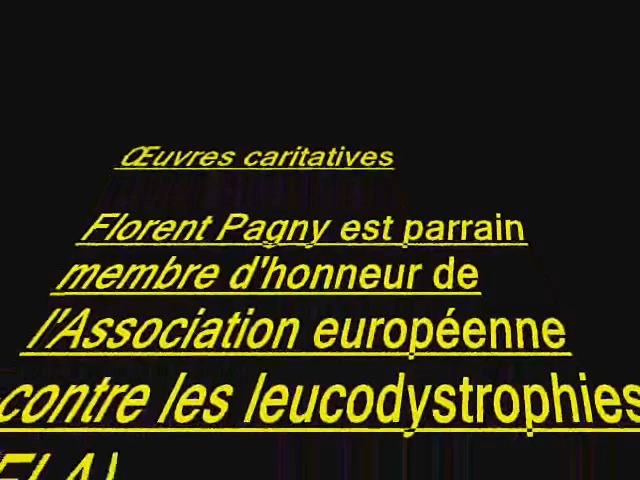 Œuvres caritatives
Florent Pagny est parrain
membre d'honneur de
l'Association européenne
contre les leucodystrophies